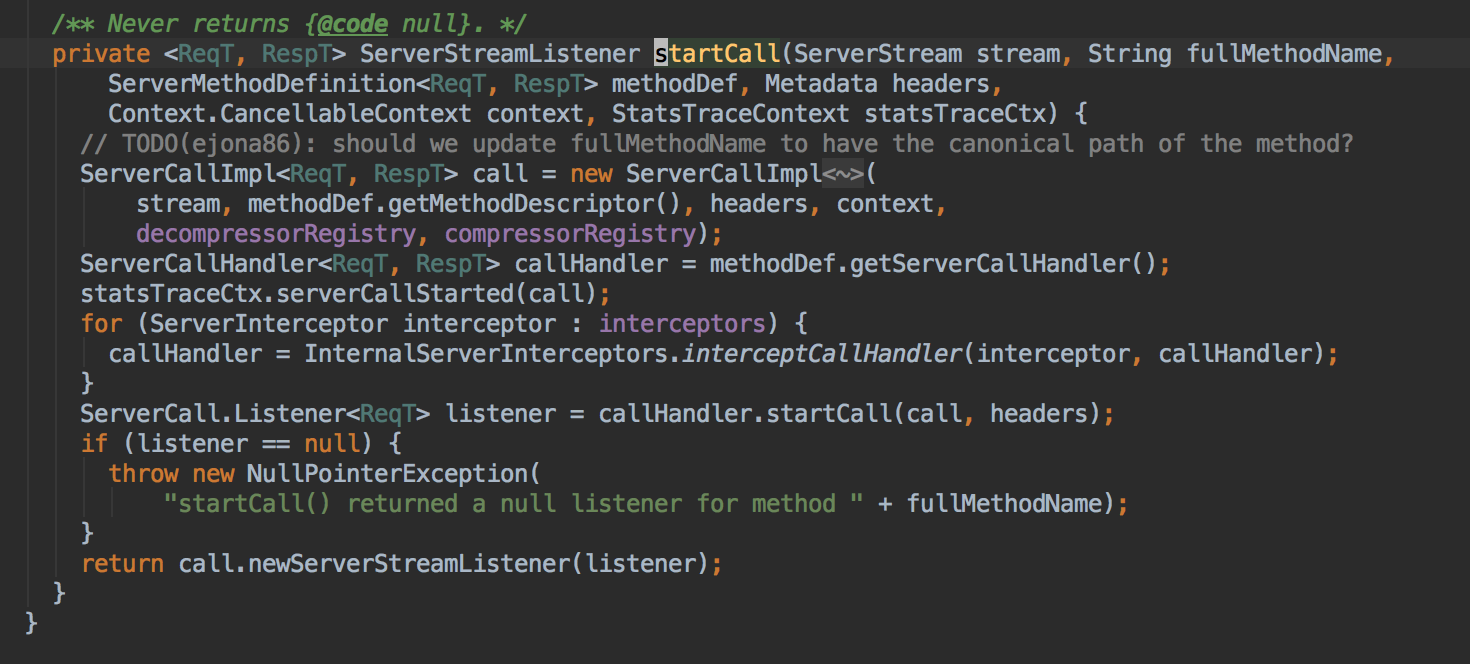 /** Never returns {@code null}. */
private <ReqT, RespT> ServerStreamListener startCall(ServerStream stream, String fullMethodName,
ServerMethodDefinition<ReqT, RespT> methodDef, Metadata headers,
Context.CancellableContext context, StatsTraceContext statsTraceCtx) {
// TODO(ejona86): should we update fullMethodName to have the canonical path of the method?
ServerCallImpl<ReqT, RespT> call = new ServerCallImpl<~>(
stream, methodDef.getMethodDescriptor(), headers, context,
decompressorRegistry, compressorRegistry);
ServerCallHandler<ReqT, RespT> callHandler = methodDef.getServerCallHandler();
statsTraceCtx.serverCallStarted(call);
for (ServerInterceptor interceptor : interceptors) {
callHandler = InternalServerInterceptors.interceptCallHandler(interceptor, callHandler);
}
ServerCall.Listener<ReqT> listener = callHandler.startCall(call, headers);
if (listener == null) {
throw new NullPointerException(
"startCall() returned a null listener for method " + fullMethodName);
}
return call.newServerStreamListener(listener);
}
}